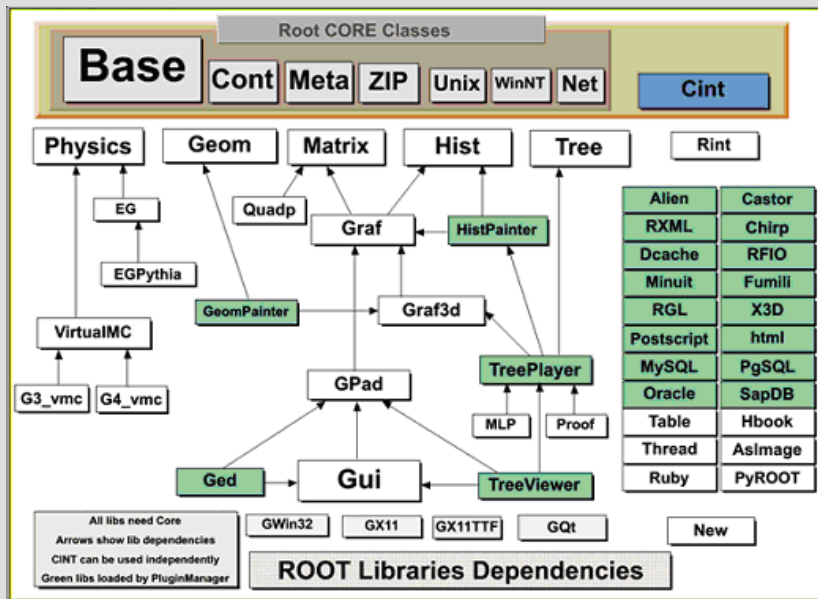 Root CORE Classes
Base
Cont
Meta
ZIP
Unix
WinNT
Net
Cint
Physics
Geom
Matrix
Hist
Tree
Rint
EG
Quadp
Graf
HistPainter
EGPythia
GeomPainter
Graf3d
VirtualMC
G3_vmc
G4_vmc
GPad
TreePlayer
MLP
Proof
Ged
Gui
TreeViewer
Alien
Castor
RXML
Chirp
Dcache
RFIO
Minuit
Fumili
RGL
X3D
Postscript
html
MySQL
PgSQL
Oracle
SapDB
Table
Hbook
Thread
AsImage
Ruby
PyROOT
All libs need Core
Arrows show lib dependencies
CINT can be used independently
Green libs loaded by PluginManager
GWin32
GX11
GX11TTF
GQt
New
ROOT Libraries Dependencies